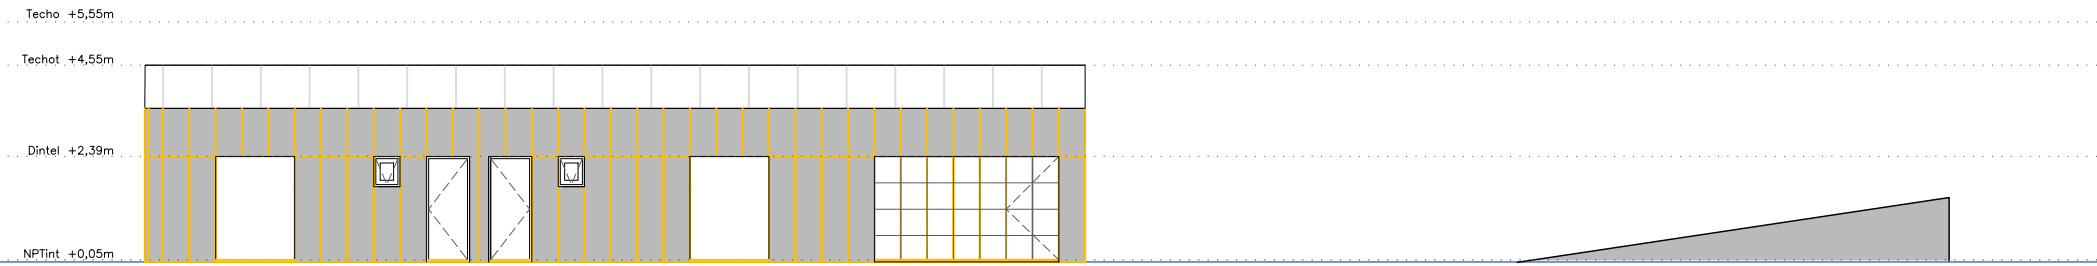 Techo +5,55m
Techot +4,55m
Dintel +2,39m
NPTint +0,05m